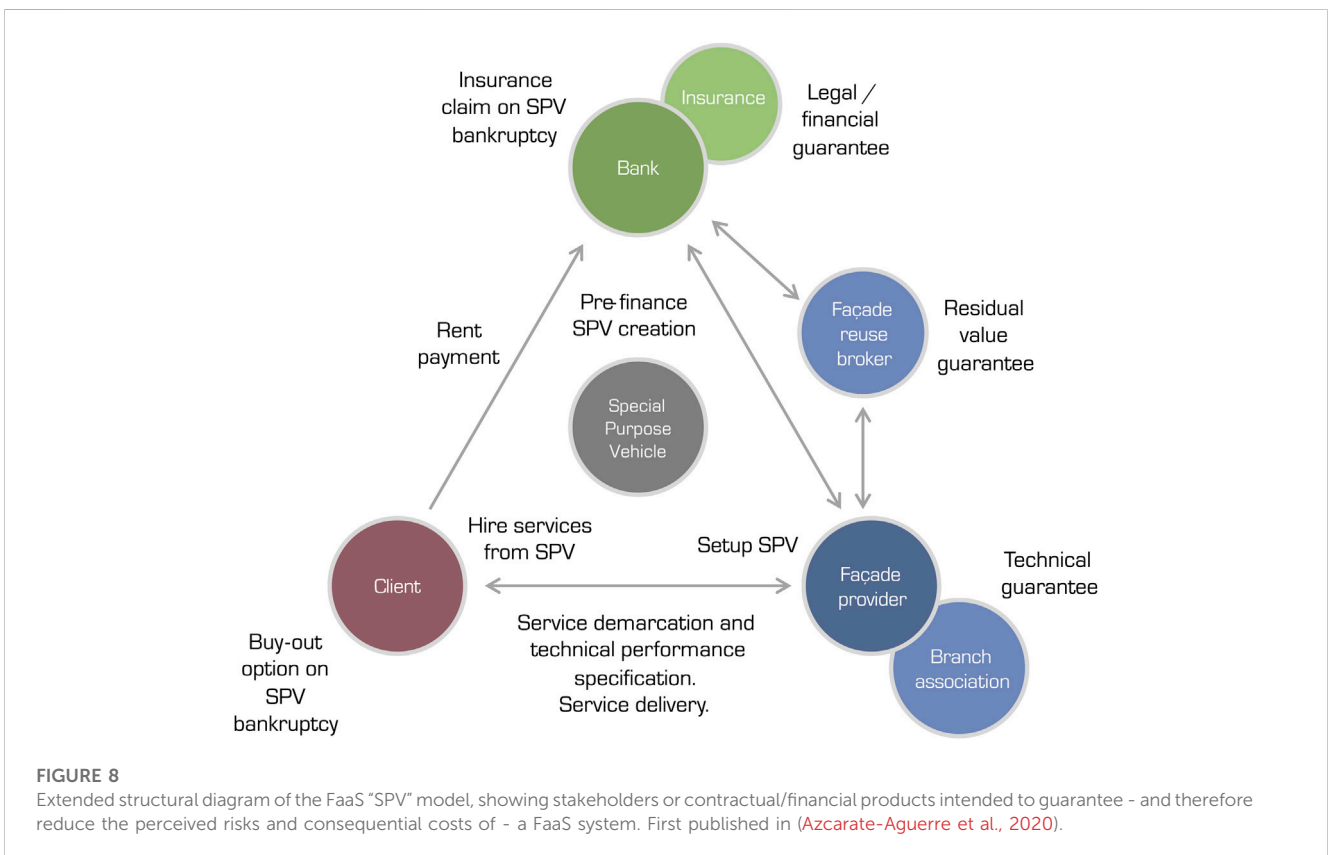 Insurance
claim on SPV
bankruptcy
Insurance
Legal /
financial
guarantee
Bank
Rent
payment
Pre-finance
SPV creation
Façade
reuse
broker
Residual
value
guarantee
Special
Purpose
Vehicle
Hire services
from SPV
Setup SPV
Client
Façade
provider
Technical
guarantee
Buy-out
option on
SPV
bankruptcy
Service demarcation and
technical performance
specification.
Service delivery.
Branch
association
FIGURE 8
Extended structural diagram of the FaaS “SPV” model, showing stakeholders or contractual/financial products intended to guarantee - and therefore
reduce the perceived risks and consequential costs of - a FaaS system. First published in (Azcarate-Aguerre et al., 2020).